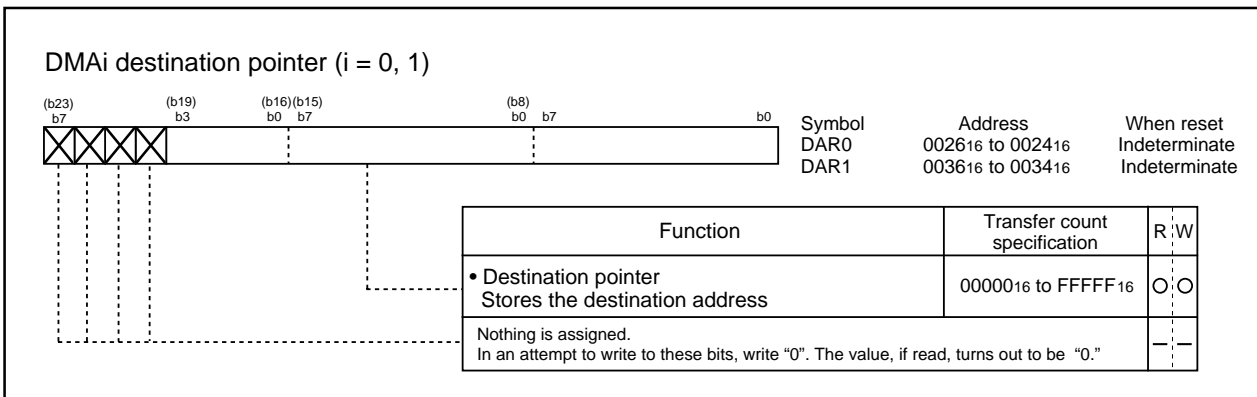 DMAi destination pointer (i = 0, 1)
(b23) (b19) (b16)(b15) (b8)
b7 b3 b0 b7 b0 b7 b0
Symbol Address When reset
DAR0 002616 to 002416 Indeterminate
DAR1 003616 to 003416 Indeterminate
Function Transfer count specification R W
• Destination pointer
Stores the destination address 0000016 to FFFFF16
Nothing is assigned.
In an attempt to write to these bits, write “0”. The value, if read, turns out to be “0.”